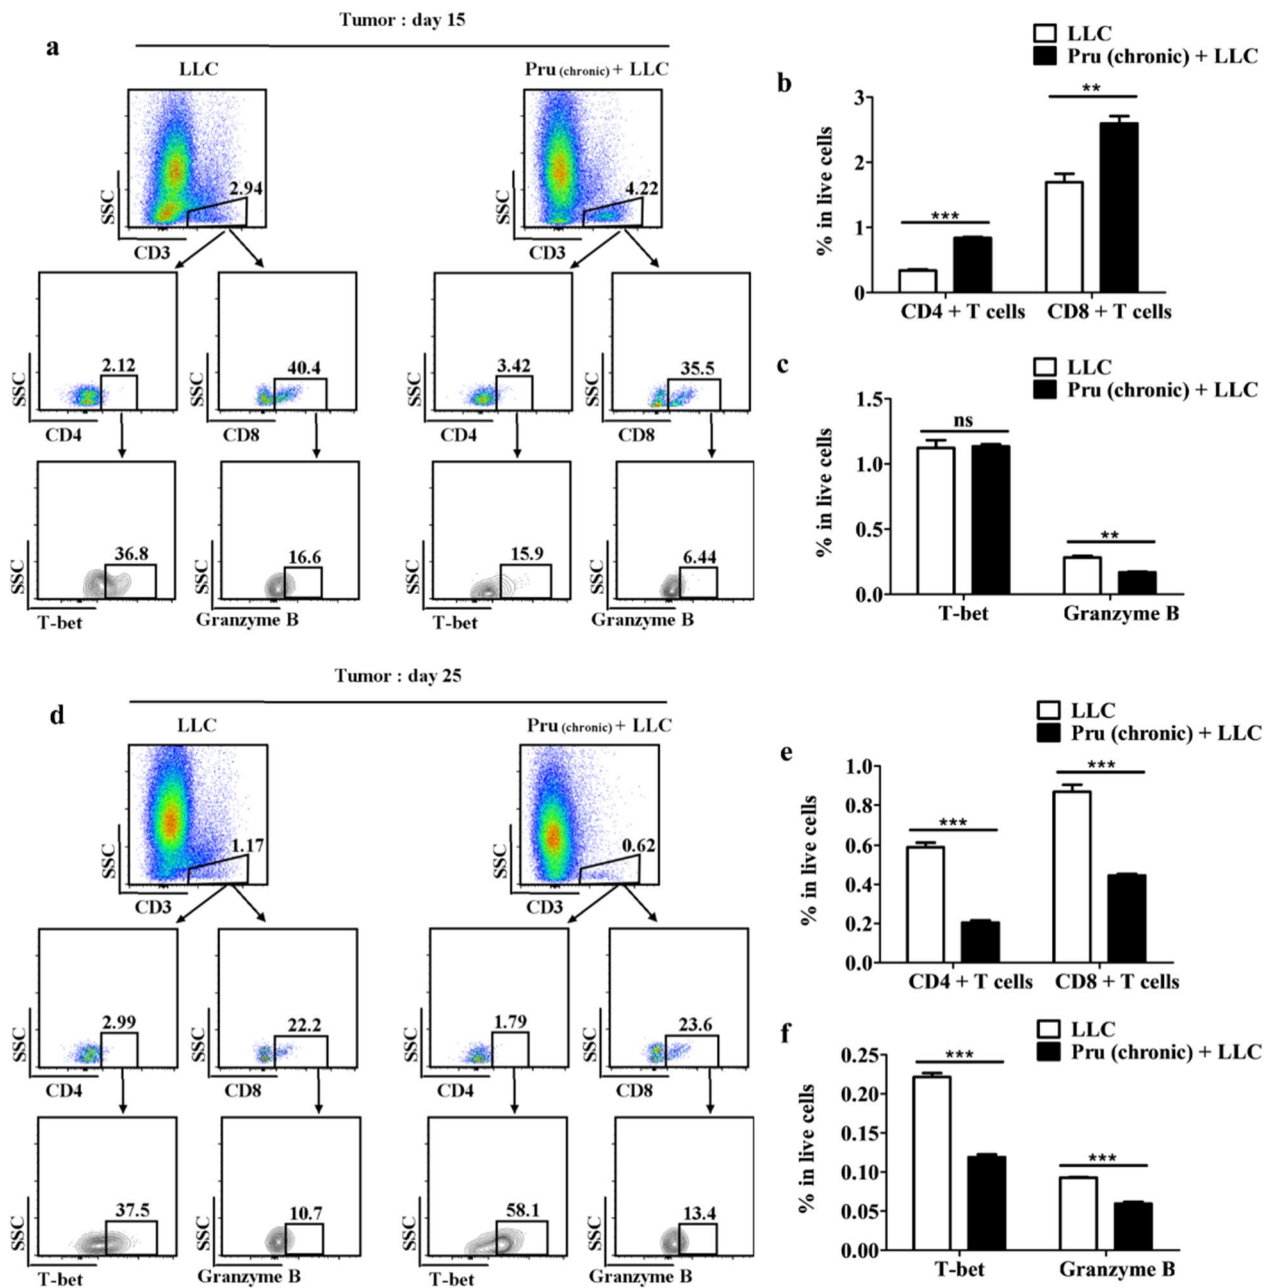 Tumor : day 15
a
LLC
Pru (chronic) + LLC
SSC
2.94
SSC
4.22
CD3
CD3
SSC
2.12
SSC
40.4
SSC
3.42
SSC
35.5
CD4
CD8
CD4
CD8
SSC
36.8
SSC
16.6
SSC
15.9
SSC
6.44
T-bet
Granzyme B
T-bet
Granzyme B
b
LLC
Pru (chronic) + LLC
% in live cells
3
2
1
0
***
**
CD4 + T cells
CD8 + T cells
c
LLC
Pru (chronic) + LLC
% in live cells
1.5
1.0
0.5
0.0
ns
**
T-bet
Granzyme B
Tumor : day 25
d
LLC
Pru (chronic) + LLC
SSC
1.17
SSC
0.62
CD3
CD3
SSC
2.99
SSC
22.2
SSC
1.79
SSC
23.6
CD4
CD8
CD4
CD8
SSC
37.5
SSC
10.7
SSC
58.1
SSC
13.4
T-bet
Granzyme B
T-bet
Granzyme B
e
LLC
Pru (chronic) + LLC
% in live cells
1.0
0.8
0.6
0.4
0.2
0.0
***
***
CD4 + T cells
CD8 + T cells
f
LLC
Pru (chronic) + LLC
% in live cells
0.25
0.20
0.15
0.10
0.05
0.00
***
***
T-bet
Granzyme B